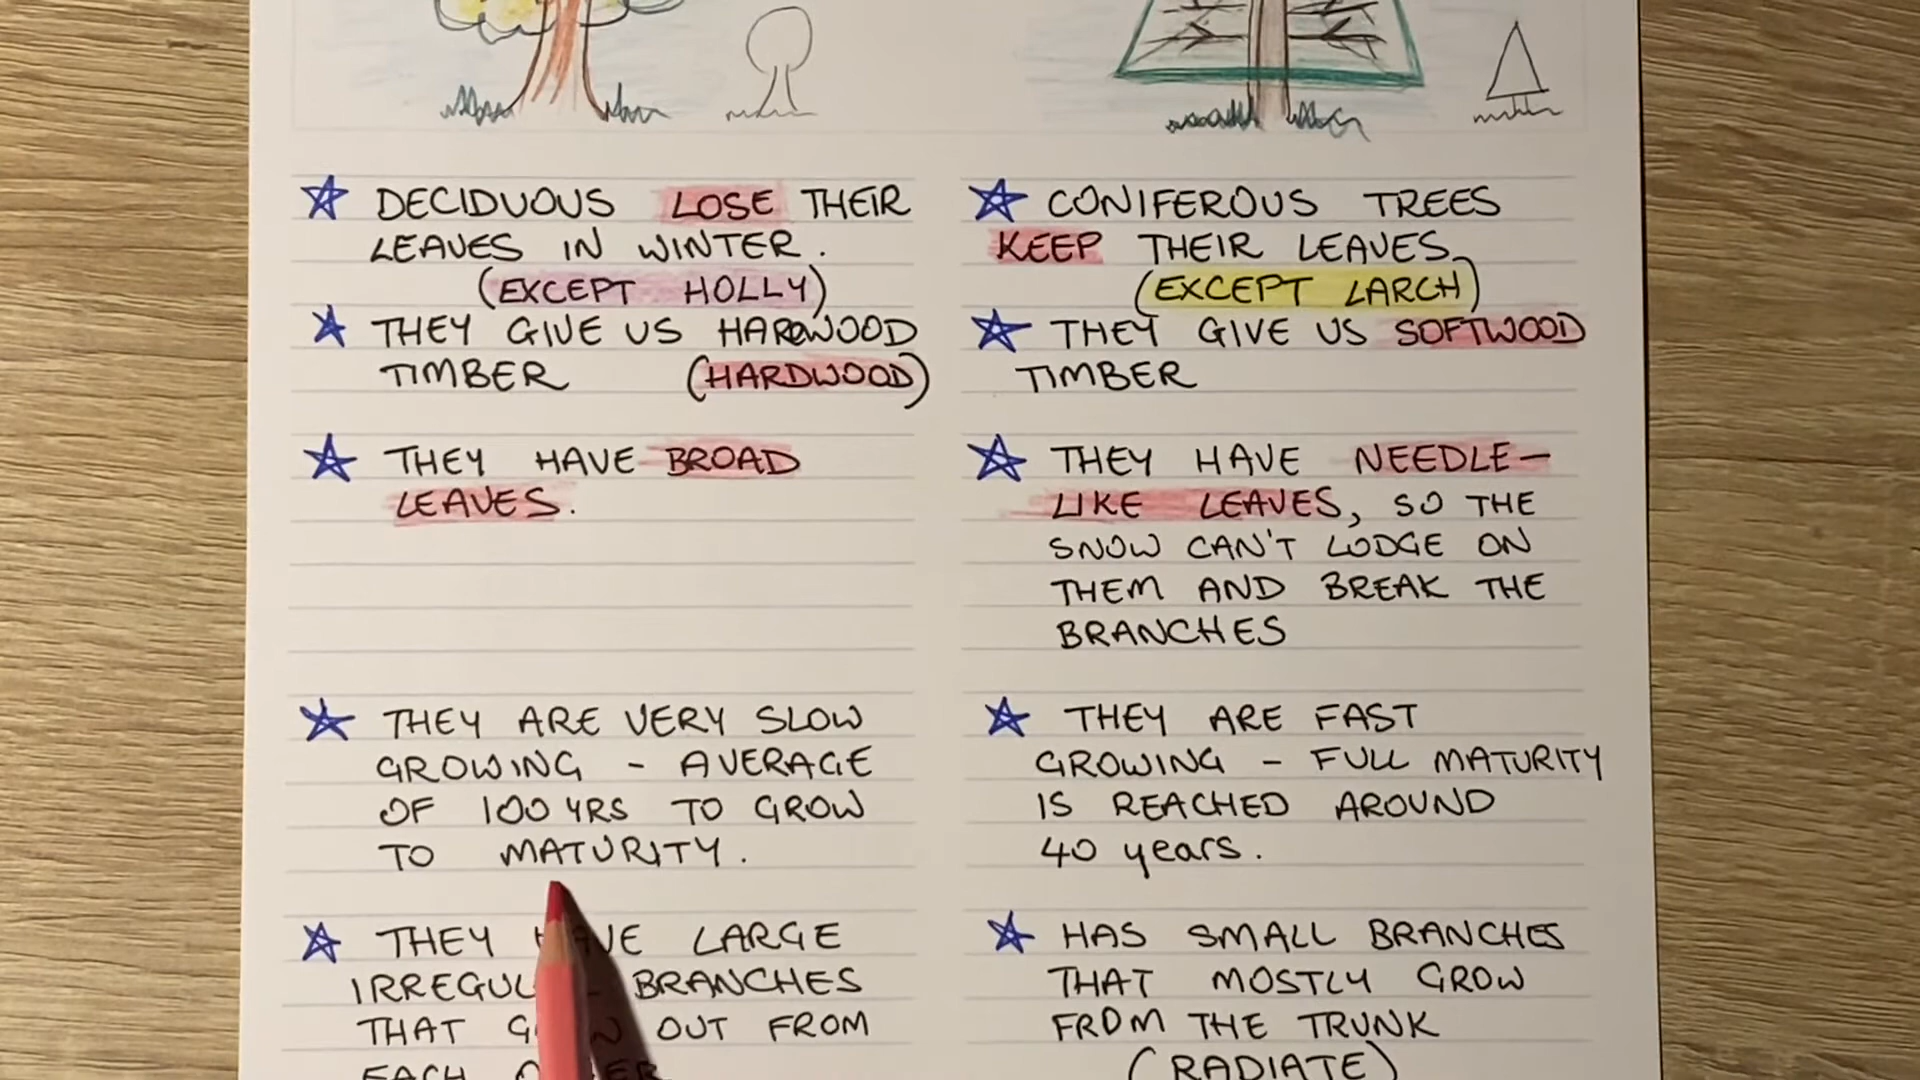 DECIDUOUS LOSE THEIR
LEAVES IN WINTER.
(EXCEPT HOLLY)
THEY GIVE US HARDWOOD
TIMBER (HARDWOOD)
THEY HAVE BROAD
LEAVES.
THEY ARE VERY SLOW
GROWING - AVERAGE
OF 100 YRS TO GROW
TO MATURITY.
THEY HAVE LARGE
BRANCHES
THAT OUT FROM
EACH
CONIFEROUS TREES
KEEP THEIR LEAVES
(EXCEPT LARCH)
THEY GIVE US SOFTWOOD
TIMBER
THEY HAVE NEEDLE-
LIKE LEAVES, SO THE
SNOW CAN'T LODGE ON
THEM AND BREAK THE
BRANCHES
THEY ARE FAST
GROWING - FULL MATURITY
IS REACHED AROUND
40 years.
HAS SMALL BRANCHES
THAT MOSTLY GROW
FROM THE TRUNK
(RADIATE)